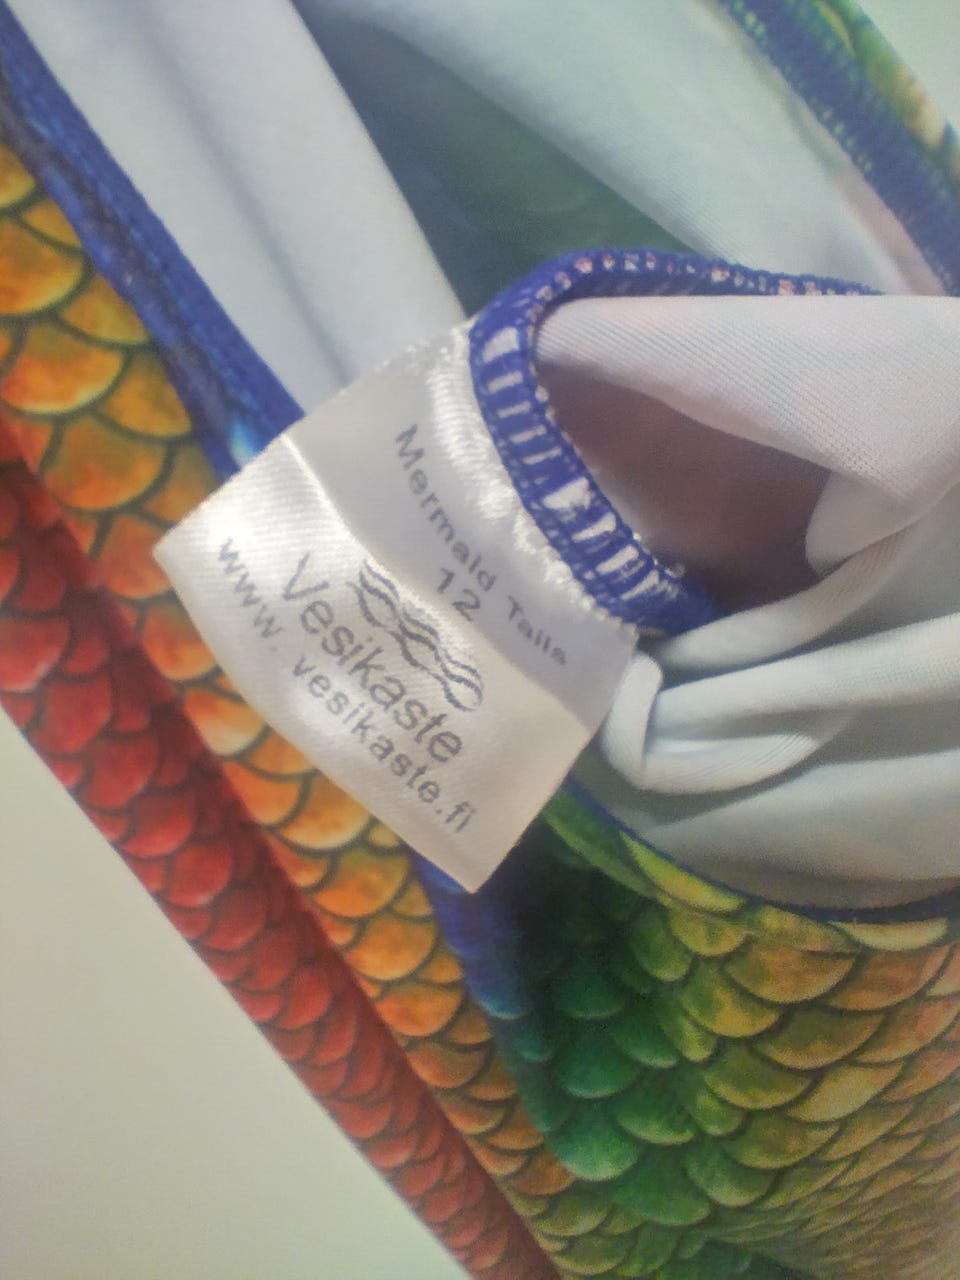 Mermaid Tails
12
Vesikaste
www.vesikaste.fi